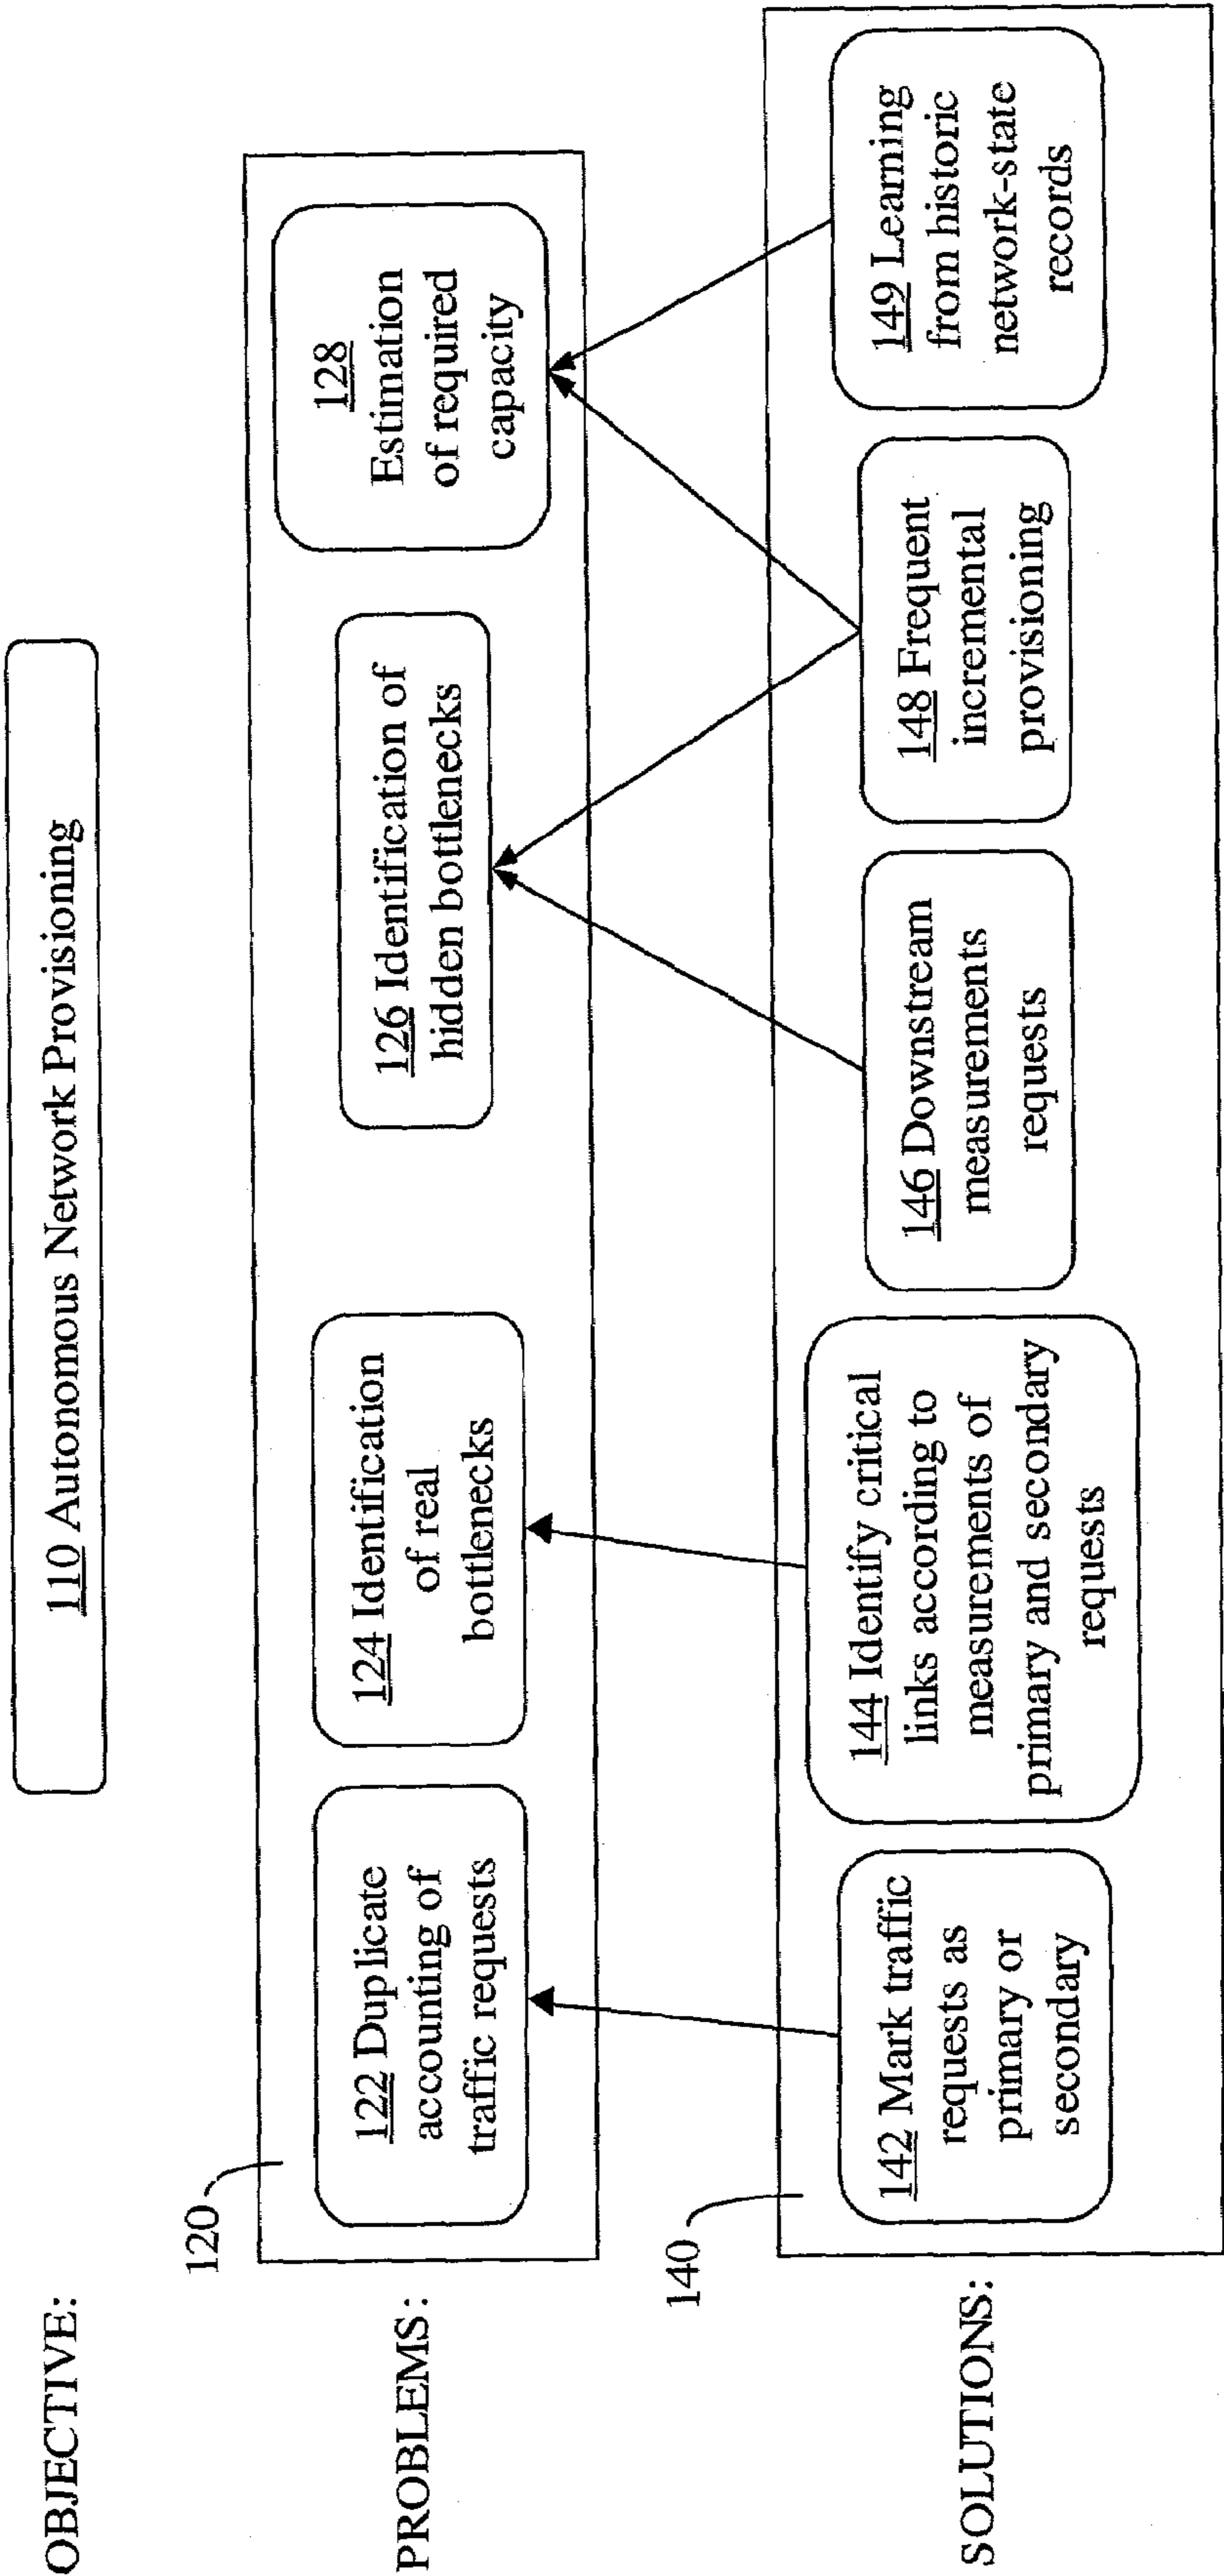 OBJECTIVE:
110 Autonomous Network Provisioning
120
PROBLEMS:
122 Duplicate
accounting of
traffic requests
124 Identification
of real
bottlenecks
126 Identification of
hidden bottlenecks
128
Estimation
of required
capacity
140
SOLUTIONS:
142 Mark traffic
requests as
primary or
secondary
144 Identify critical
links according to
measurements of
primary and secondary
requests
146 Downstream
measurements
requests
148 Frequent
incremental
provisioning
149 Learning
from historic
network-state
records